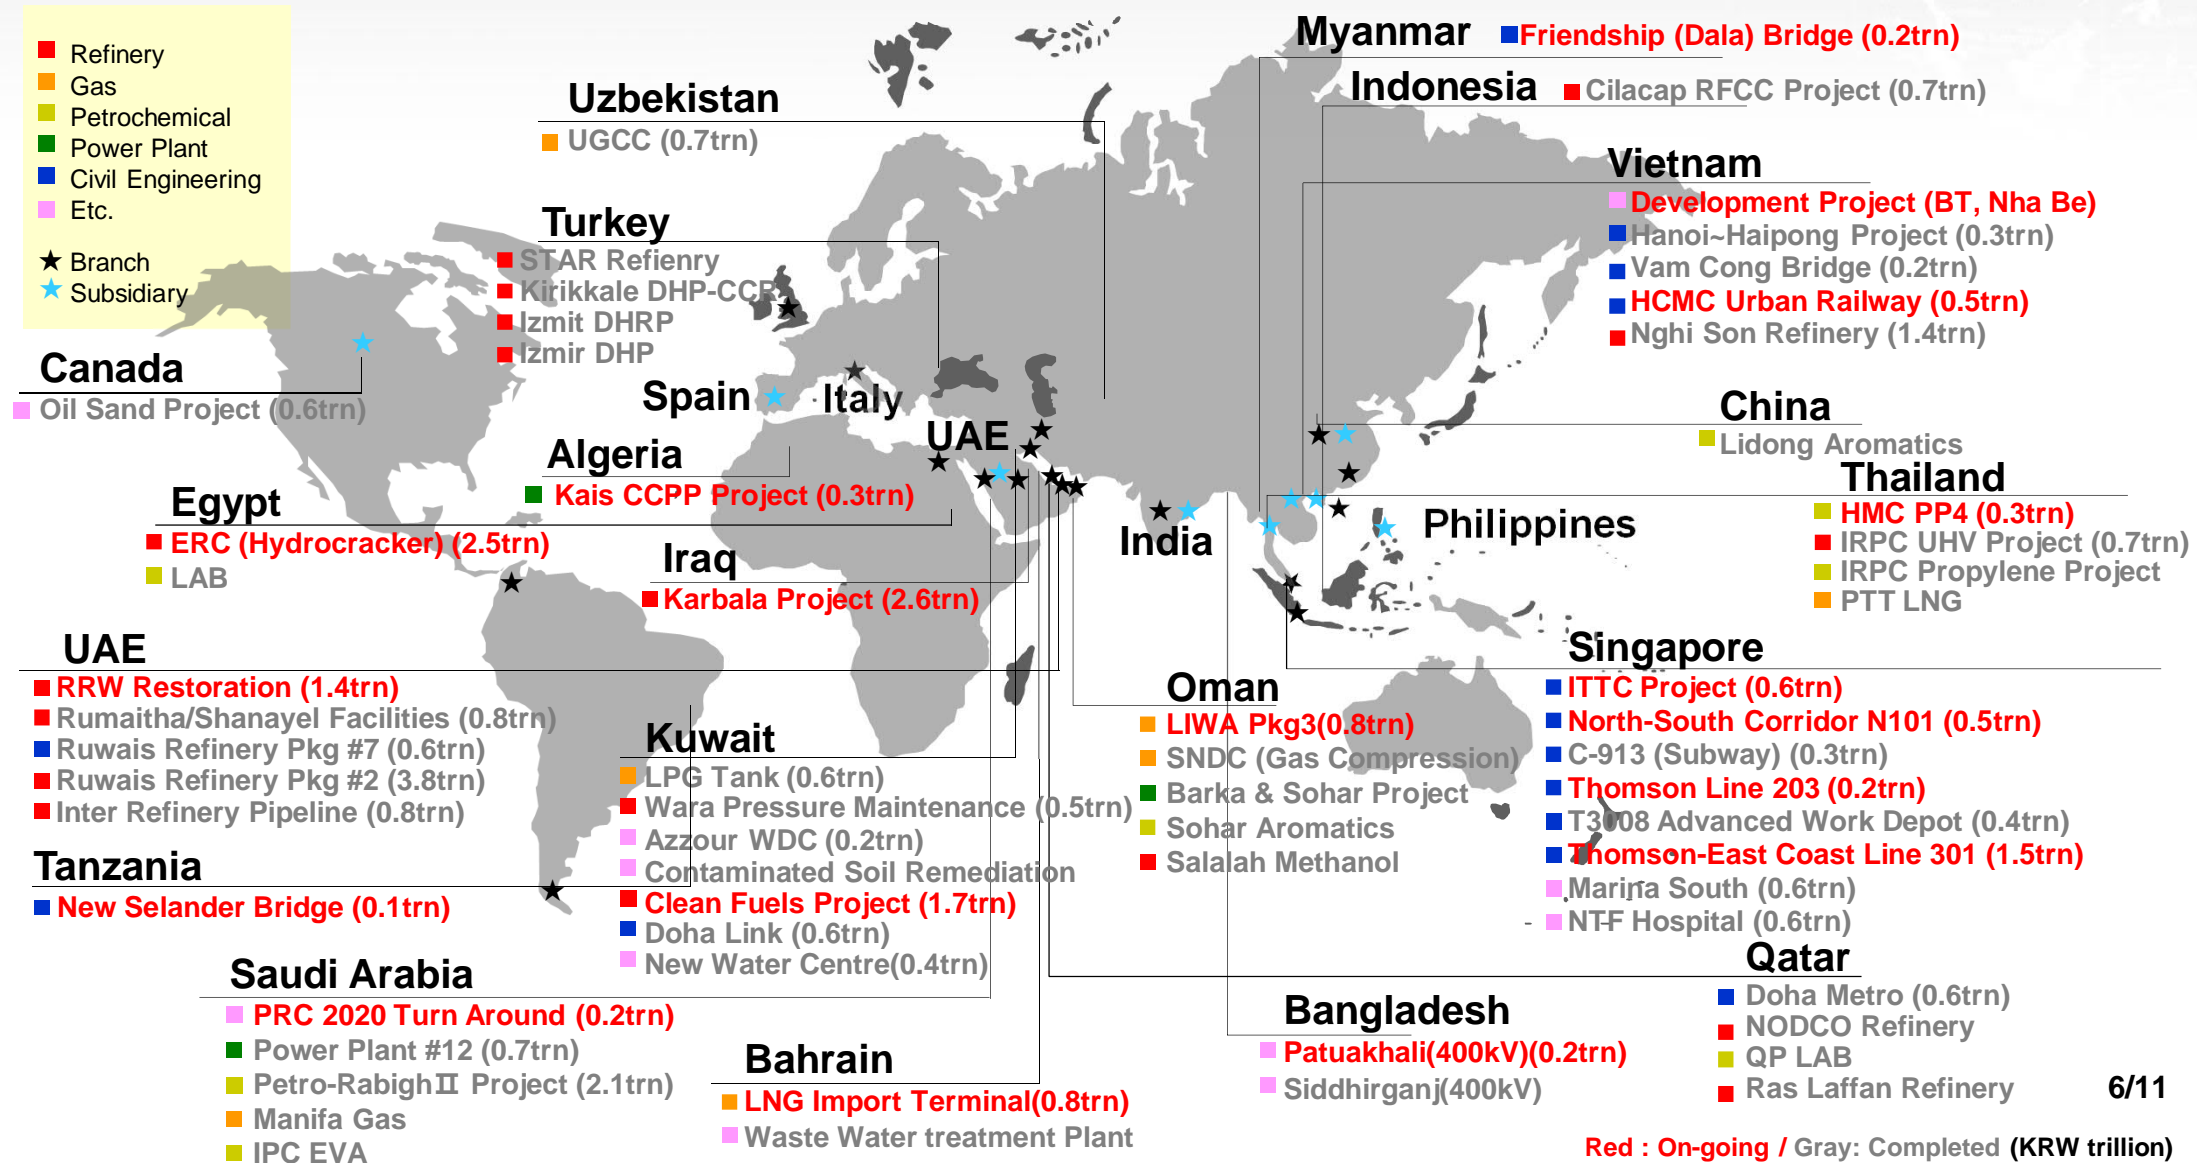 Refinery
Gas
Petrochemical
Power Plant
Civil Engineering
Etc.
Branch
Subsidiary
Myanmar
Friendship (Dala) Bridge (0.2trn)
Indonesia
Cilacap RFCC Project (0.7trn)
Uzbekistan
UGCC (0.7trn)
Vietnam
Development Project (BT, Nha Be)
Hanoi~Haipong Project (0.3trn)
Vam Cong Bridge (0.2trn)
HCMC Urban Railway (0.5trn)
Nghi Son Refinery (1.4trn)
Turkey
STAR Refienry
Kirikkale DHP-CCR
Izmit DHRP
Izmir DHP
Canada
Oil Sand Project (0.6trn)
Spain
Italy
UAE
China
Lidong Aromatics
Algeria
Kais CCPP Project (0.3trn)
Thailand
HMC PP4 (0.3trn)
IRPC UHV Project (0.7trn)
IRPC Propylene Project
PTT LNG
Egypt
ERC (Hydrocracker) (2.5trn)
LAB
India
Philippines
Iraq
Karbala Project (2.6trn)
UAE
RRW Restoration (1.4trn)
Rumaitha/Shanayel Facilities (0.8trn)
Ruwais Refinery Pkg #7 (0.6trn)
Ruwais Refinery Pkg #2 (3.8trn)
Inter Refinery Pipeline (0.8trn)
Oman
LIWA Pkg3(0.8trn)
SNDC (Gas Compression)
Barka & Sohar Project
Sohar Aromatics
Salalah Methanol
Singapore
ITTC Project (0.6trn)
North-South Corridor N101 (0.5trn)
C-913 (Subway) (0.3trn)
Thomson Line 203 (0.2trn)
T3008 Advanced Work Depot (0.4trn)
Thomson-East Coast Line 301 (1.5trn)
Marina South (0.6trn)
NT-F Hospital (0.6trn)
Kuwait
LPG Tank (0.6trn)
Wara Pressure Maintenance (0.5trn)
Azzour WDC (0.2trn)
Contaminated Soil Remediation
Clean Fuels Project (1.7trn)
Doha Link (0.6trn)
New Water Centre(0.4trn)
Tanzania
New Selander Bridge (0.1trn)
Saudi Arabia
PRC 2020 Turn Around (0.2trn)
Power Plant #12 (0.7trn)
Petro-RabighⅡ Project (2.1trn)
Manifa Gas
IPC EVA
Bahrain
LNG Import Terminal(0.8trn)
Waste Water treatment Plant
Bangladesh
Patuakhali(400kV)(0.2trn)
Siddhirganj(400kV)
Qatar
Doha Metro (0.6trn)
NODCO Refinery
QP LAB
Ras Laffan Refinery
6/11
Red : On-going / Gray: Completed (KRW trillion)